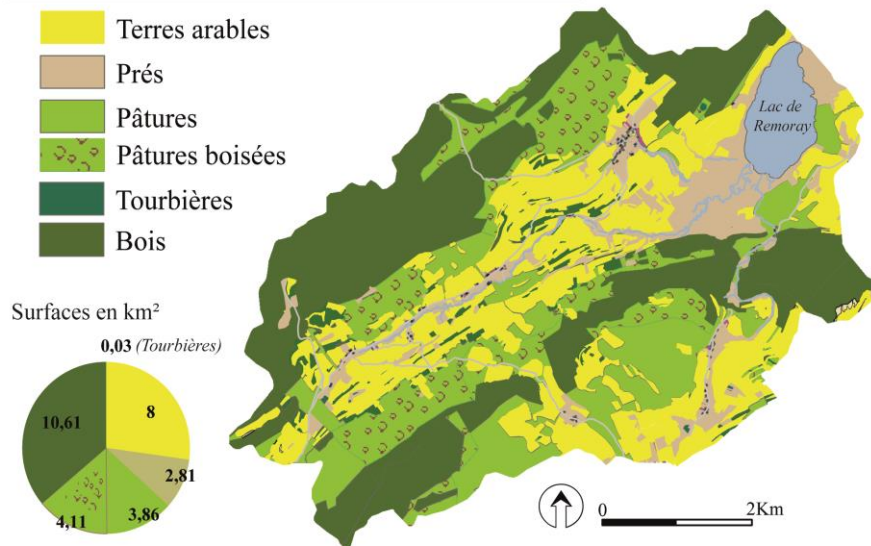 Terres arables
Prés
Pâtures
Pâtures boisées
Tourbières
Bois
Lac de
Remoray
Surfaces en km²
0,03 (Tourbières)
10,61
8
2,81
4,11
3,86
0
2Km